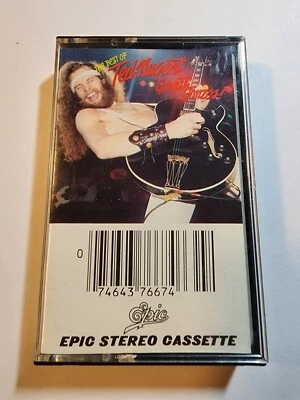 THE BEST OF
Ted Nugent
0
74643 76674
Epic
EPIC STEREO CASSETTE